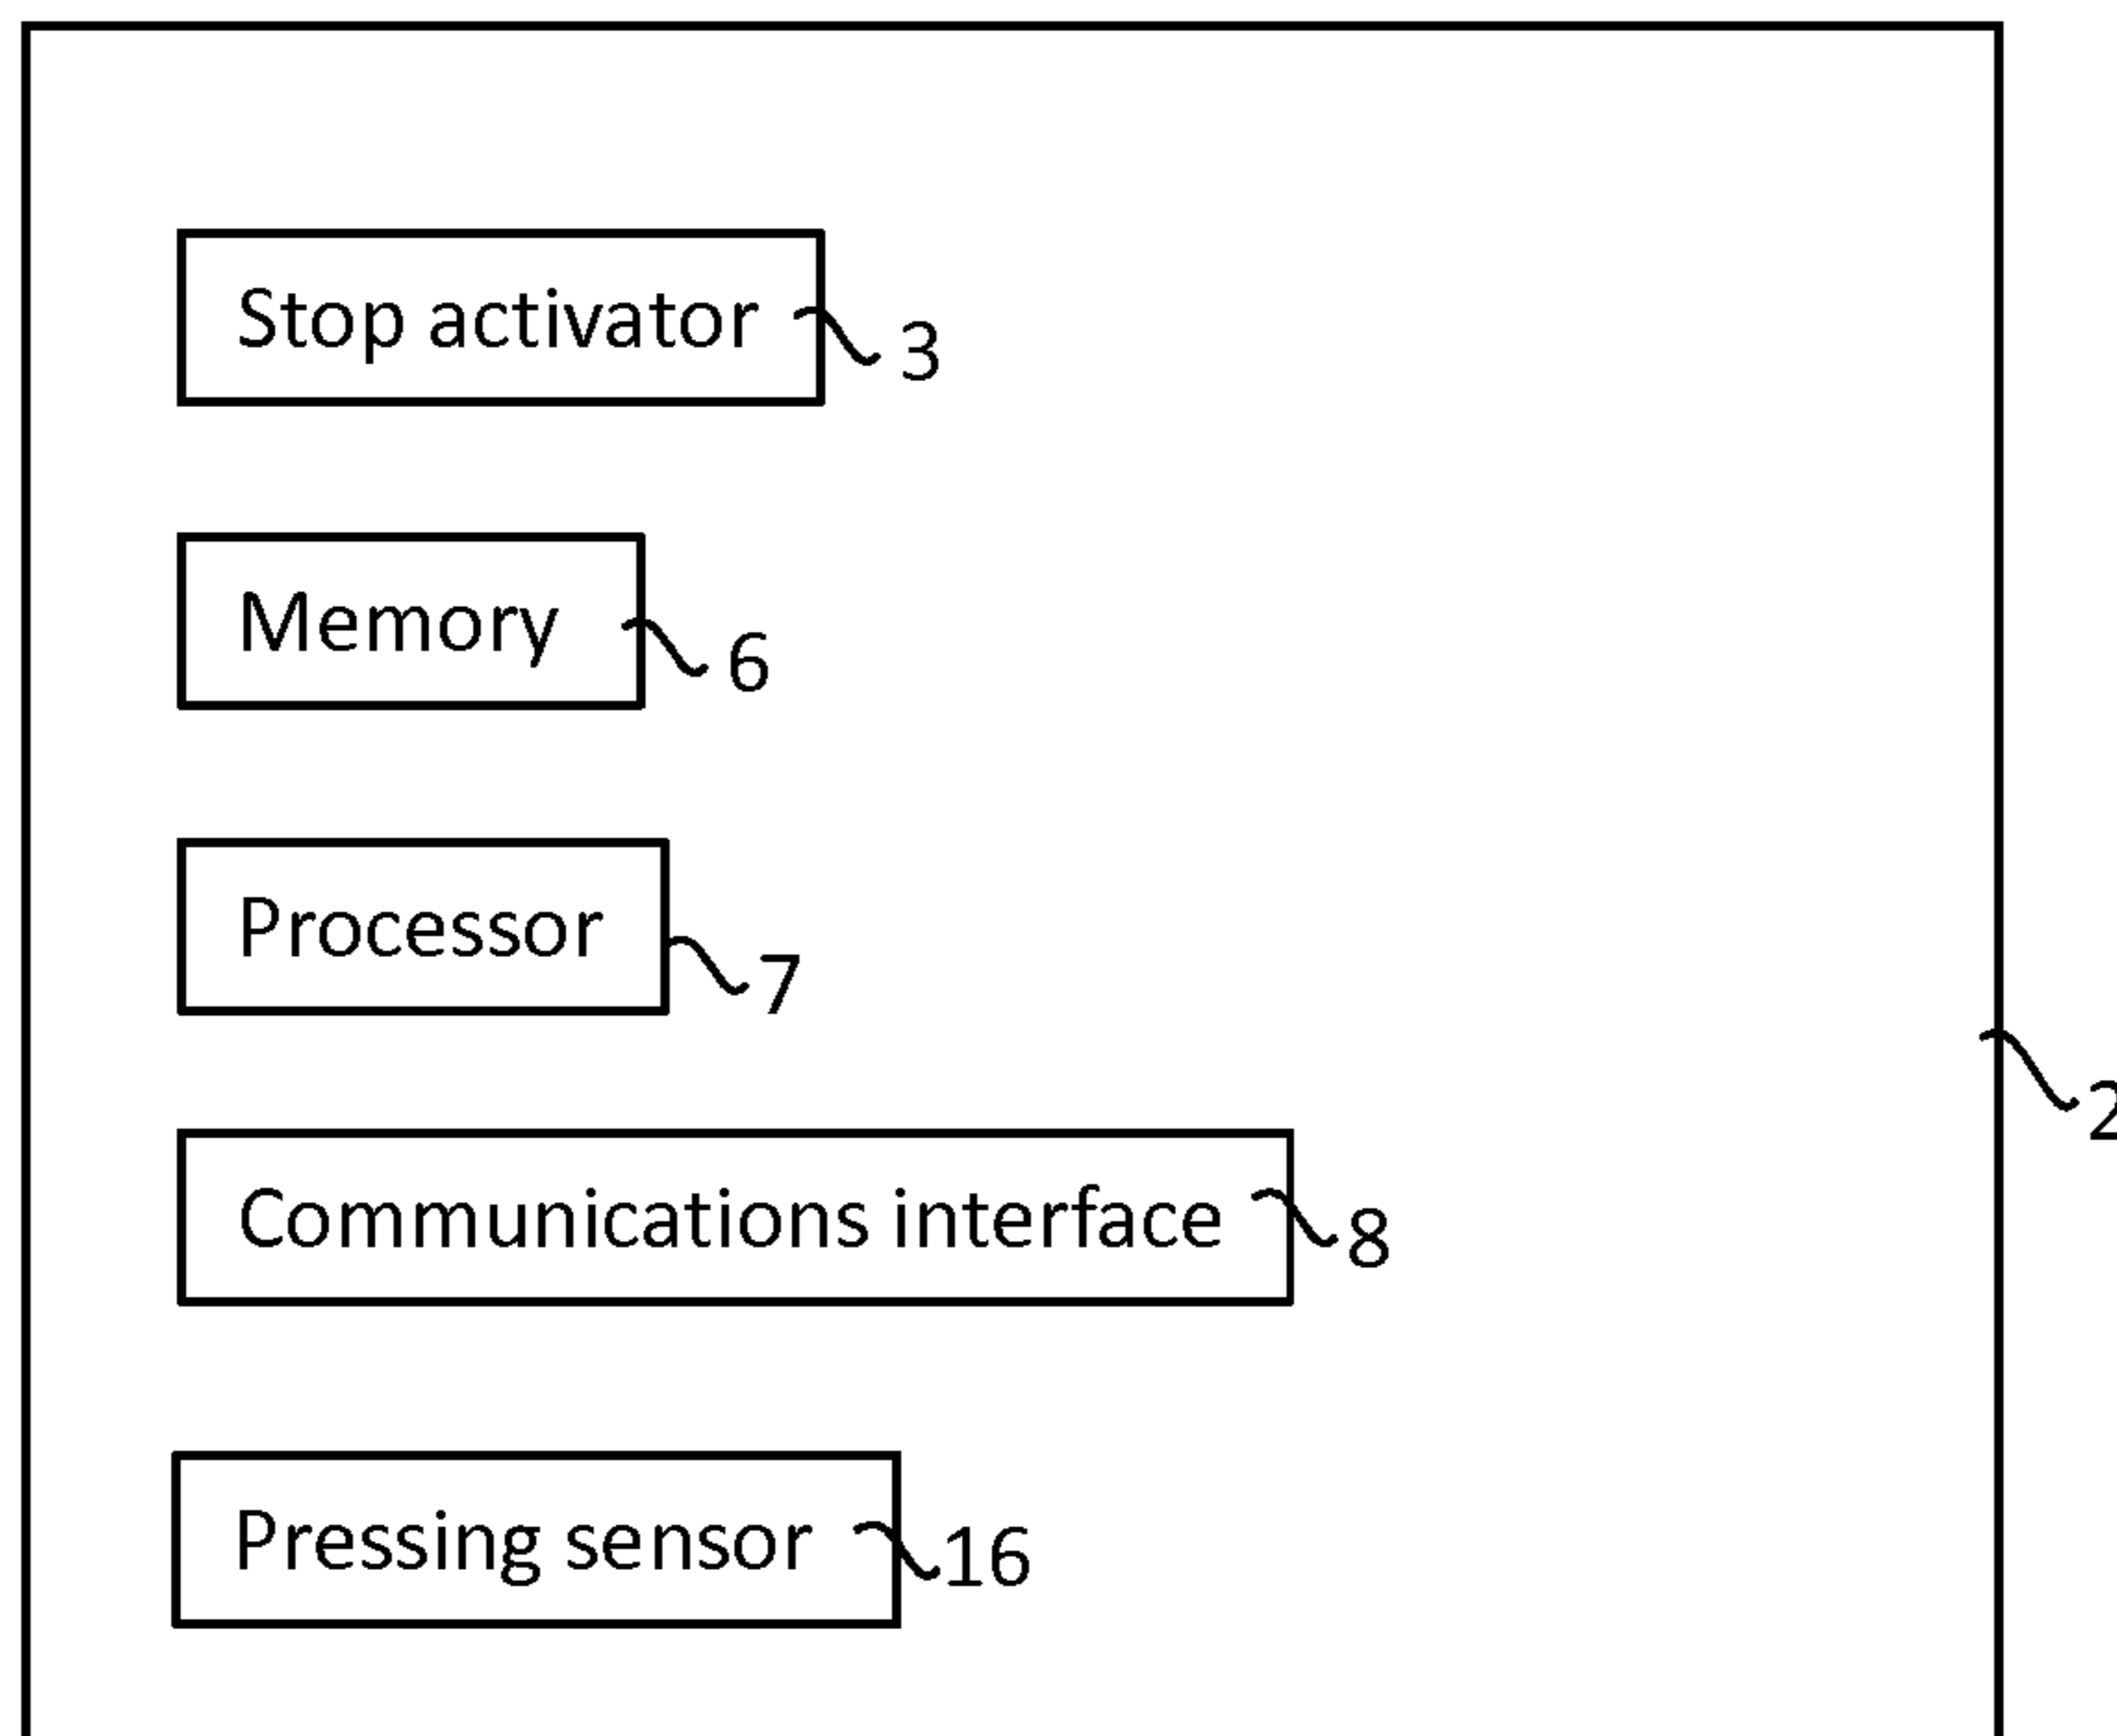 Stop activator
3
Memory
6
Processor
7
2
Communications interface
8
Pressing sensor
16